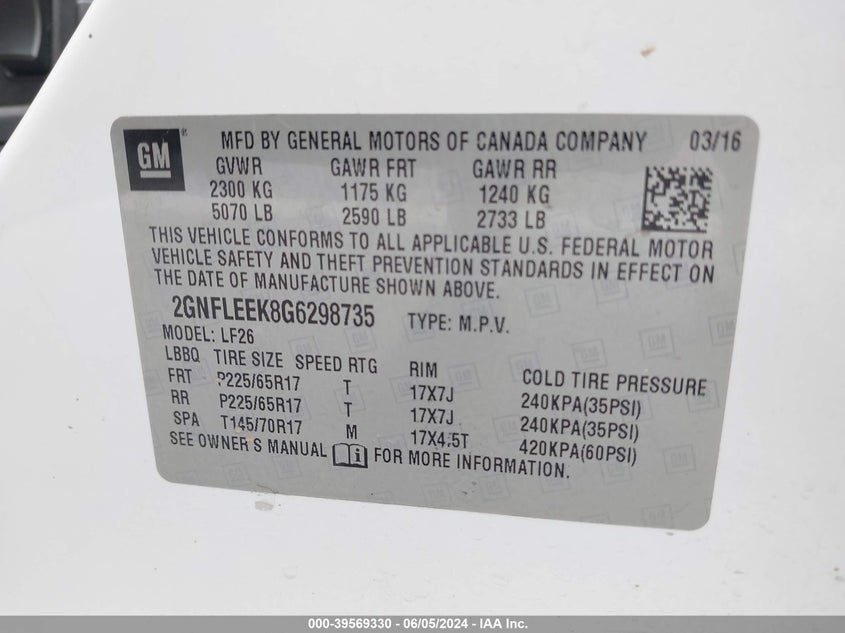 GM ® MFD BY GENERAL MOTORS OF CANADA COMPANY 03/16
GVWR GAWR FRT GAWR RR
2300 KG 1175 KG 1240 KG
5070 LB 2590 LB 2733 LB
THIS VEHICLE CONFORMS TO ALL APPLICABLE U.S. FEDERAL MOTOR
VEHICLE SAFETY AND THEFT PREVENTION STANDARDS IN EFFECT ON
THE DATE OF MANUFACTURE SHOWN ABOVE.
2GNFLEEK8G6298735 TYPE: M.P.V.
MODEL: LF26
LBBQ TIRE SIZE SPEED RTG RIM COLD TIRE PRESSURE
FRT P225/65R17 T 17X7J 240KPA(35PSI)
RR P225/65R17 T 17X7J 240KPA(35PSI)
SPA T145/70R17 M 17X4.5T 420KPA(60PSI)
SEE OWNER'S MANUAL FOR MORE INFORMATION.
000-39569330 - 06/05/2024 - IAA Inc.